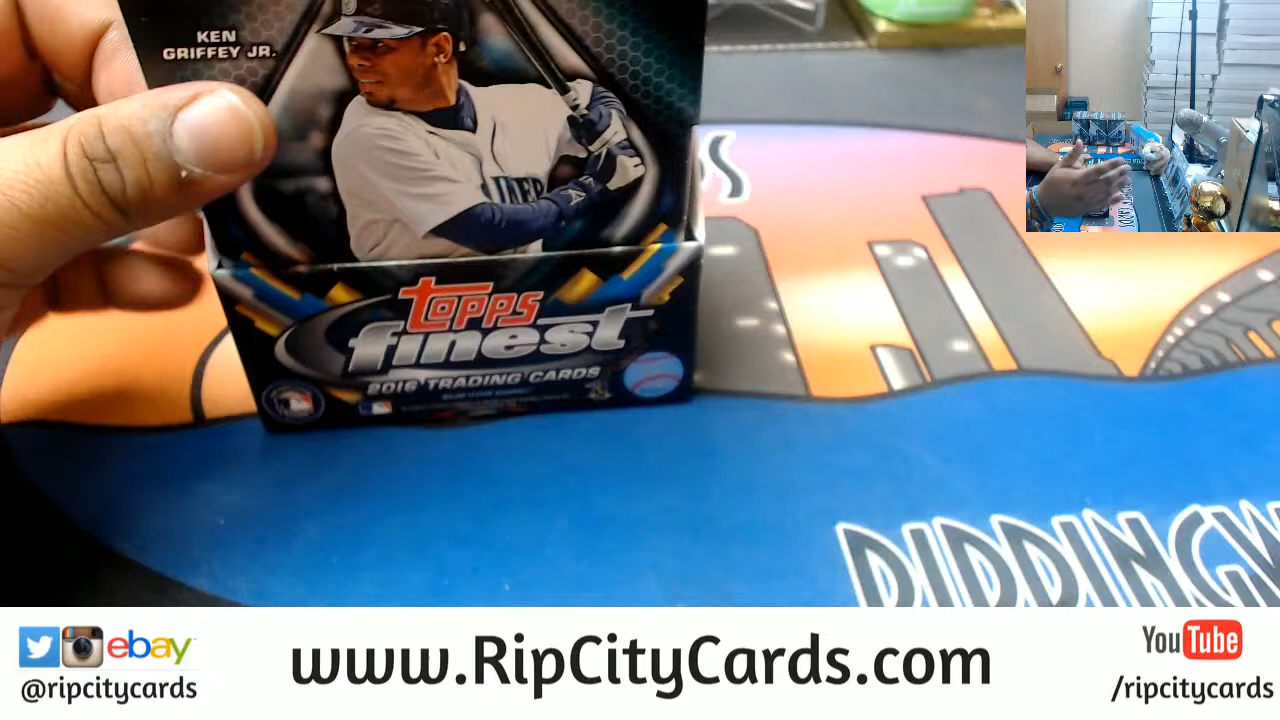 KEN
GRIFFEY JR.
TOPPS
finest
2016 TRADING CARDS
ebay
www.RipCityCards.com
YouTube
@ripcitycards
/ripcitycards